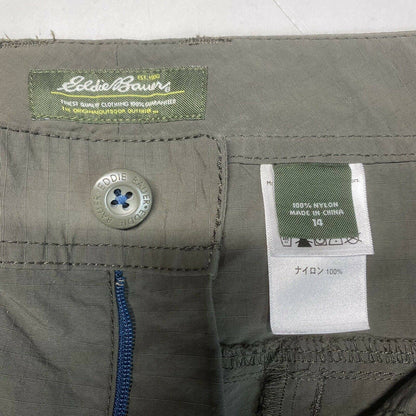 EST. 1920
Eddie Bauer
FINEST QUALITY CLOTHING 100% GUARANTEED
THE ORIGINAL OUTDOOR OUTFITTER
EDDIE BAUER
100% NYLON
MADE IN CHINA
14
ナイロン 100%